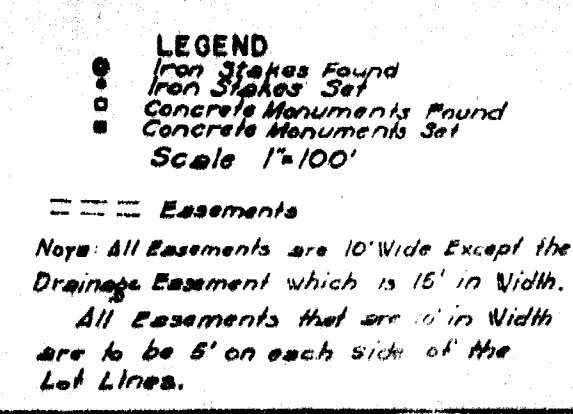 LEGEND
Iron Stakes Found
Iron Stakes Set
Concrete Monuments Found
Concrete Monuments Set
Scale 1"=100'
Easements
Note: All Easements are 10' Wide Except the
Drainage Easement which is 15' in Width.
All Easements that are 10' in Width
are to be 5' on each side of the
Lot Lines.